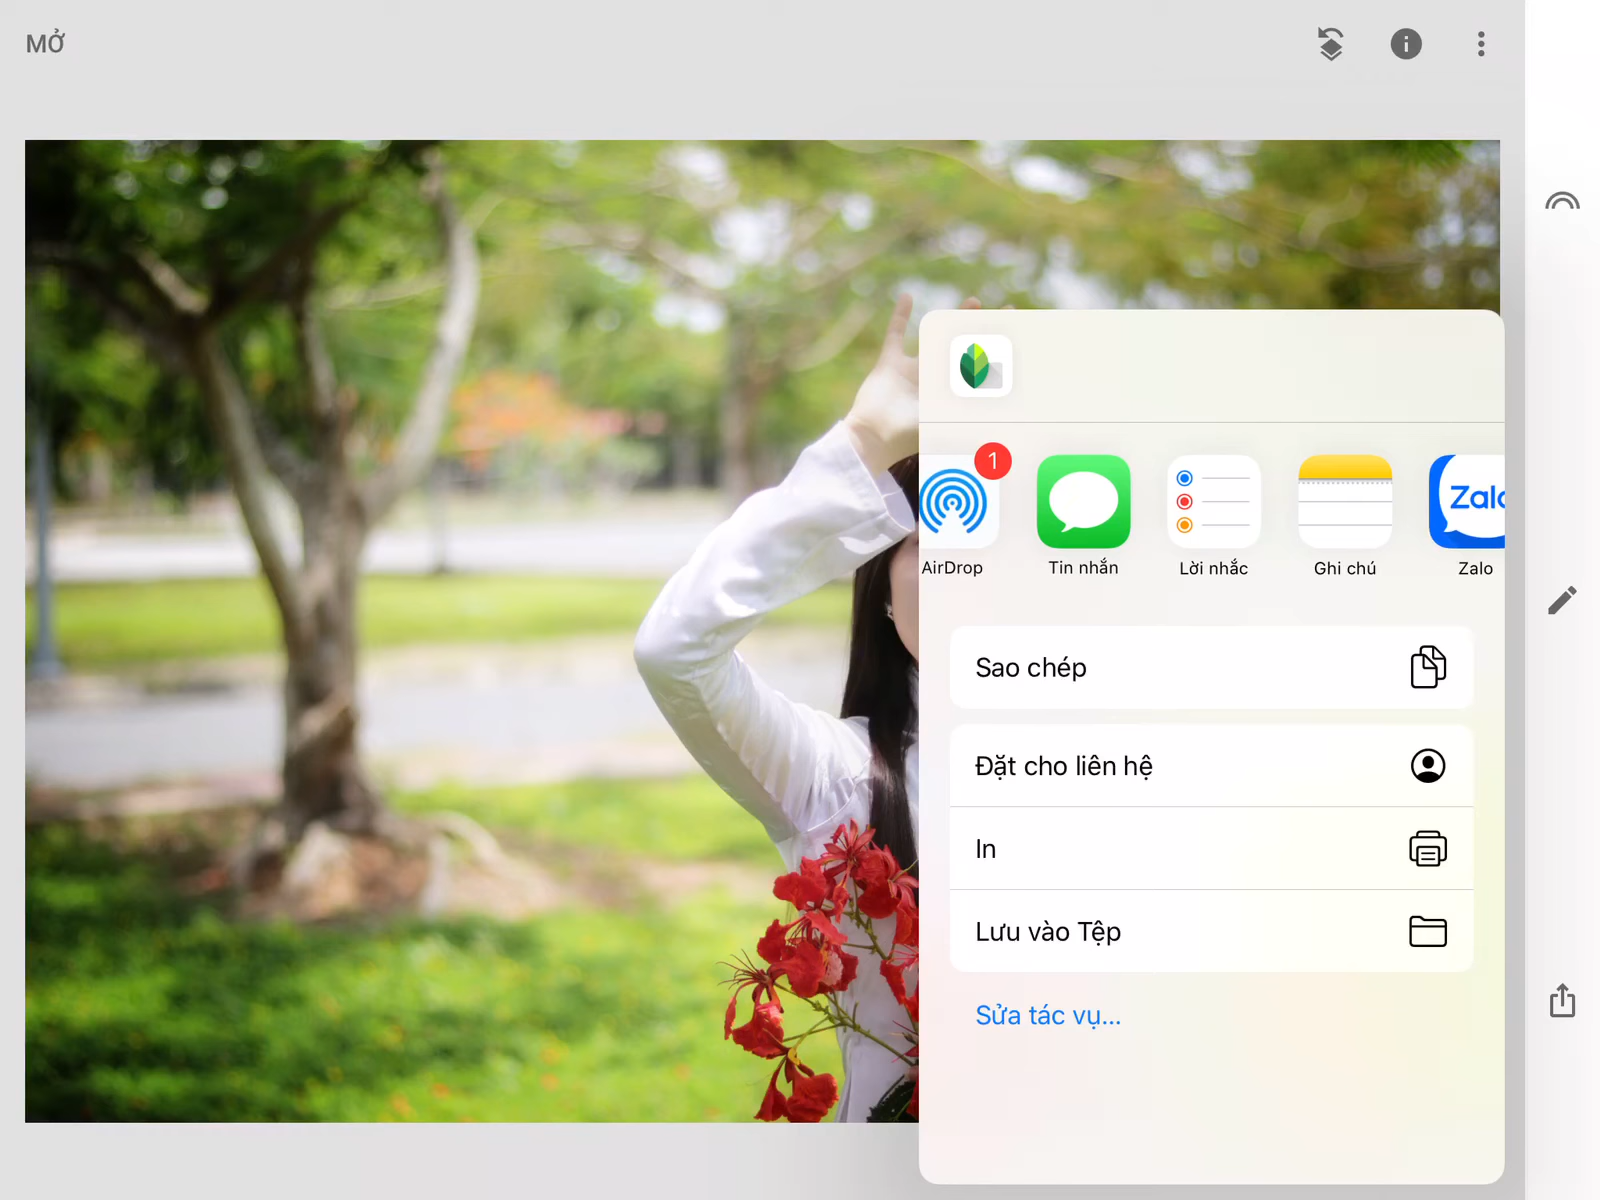 MỞ
1
Zalo
AirDrop
Tin nhắn
Lời nhắc
Ghi chú
Zalo
Sao chép
Đặt cho liên hệ
In
Lưu vào Tệp
Sửa tác vụ...